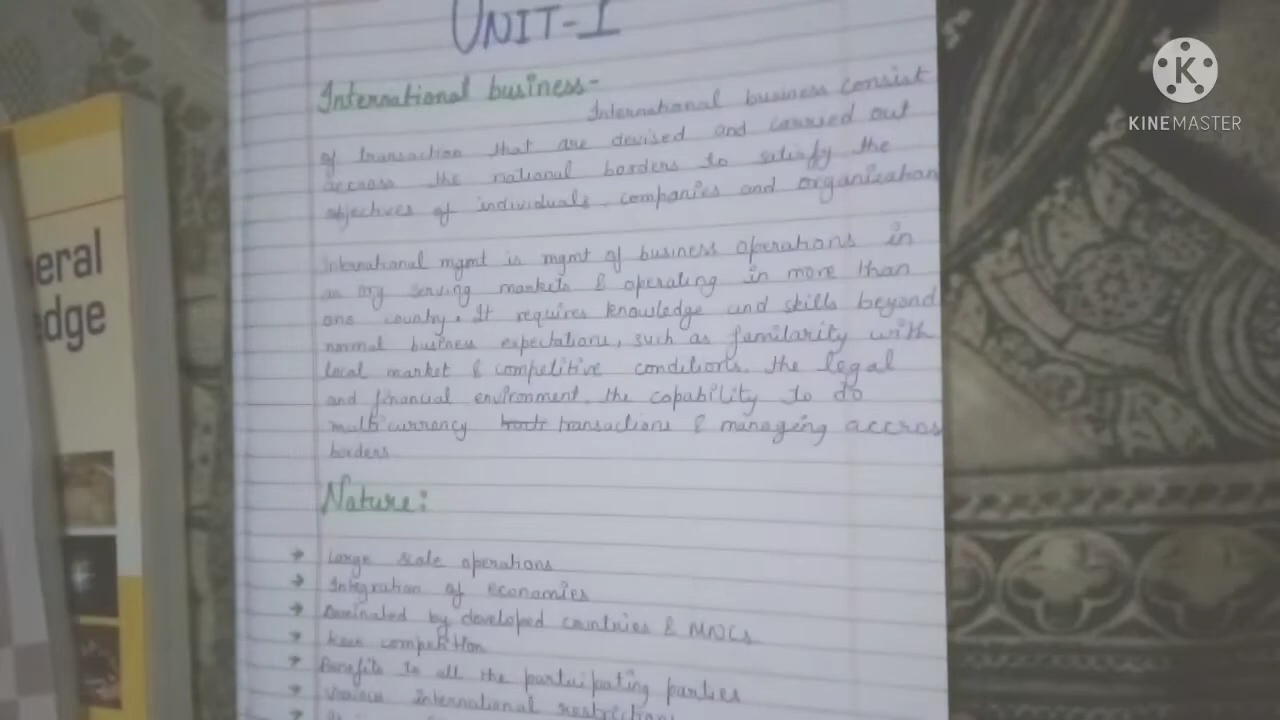 UNIT-I
International business-
International business consist
of transaction that are devised and carried out
accross the national borders to satisfy the
objectives of individuals, companies and organization
International mgmt is mgmt of business operations in
an org serving markets & operating in more than
one country. It requires knowledge and skills beyond
normal business expectations, such as familarity with
local market & competitive conditions, the legal
and financial environment, the capability to do
multi currency transactions & managing accros
borders
Nature:
→ Large scale operations
→ Integration of economies
→ Dominated by developed countries & MNCs
→ Keen competition
→ Benefits to all the participating parties
→ Various international restrictions
eral
edge
K
KINEMASTER